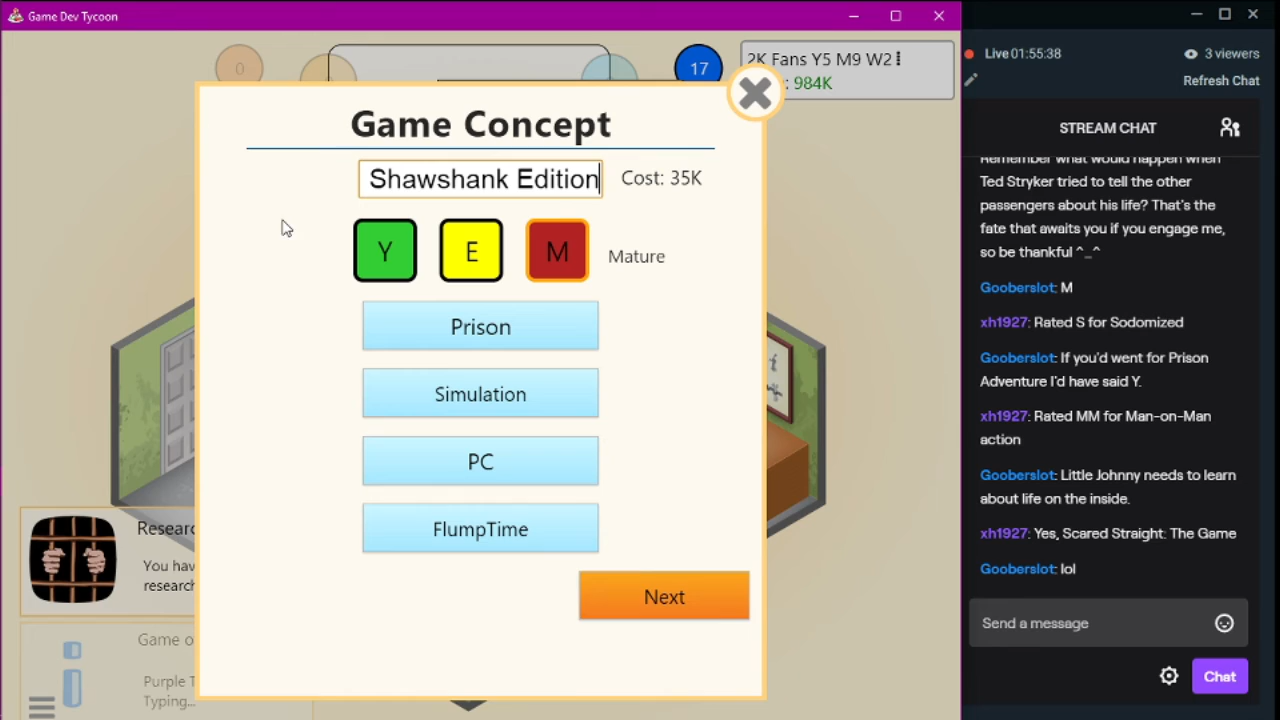 Game Dev Tycoon
0
17
2K Fans Y5 M9 W2
: 984K
Game Concept
Shawshank Edition
Cost: 35K
Y
E
M
Mature
Prison
Simulation
PC
FlumpTime
Next
Researc
You hav
research
Game o
Purple T
Typing...
Live 01:55:38
3 viewers
Refresh Chat
STREAM CHAT
Remember what would happen when
Ted Stryker tried to tell the other
passengers about his life? That's the
fate that awaits you if you engage me,
so be thankful ^_^
Gooberslot: M
xh1927: Rated S for Sodomized
Gooberslot: If you'd went for Prison
Adventure I'd have said Y.
xh1927: Rated MM for Man-on-Man
action
Gooberslot: Little Johnny needs to learn
about life on the inside.
xh1927: Yes, Scared Straight: The Game
Gooberslot: lol
Send a message
Chat